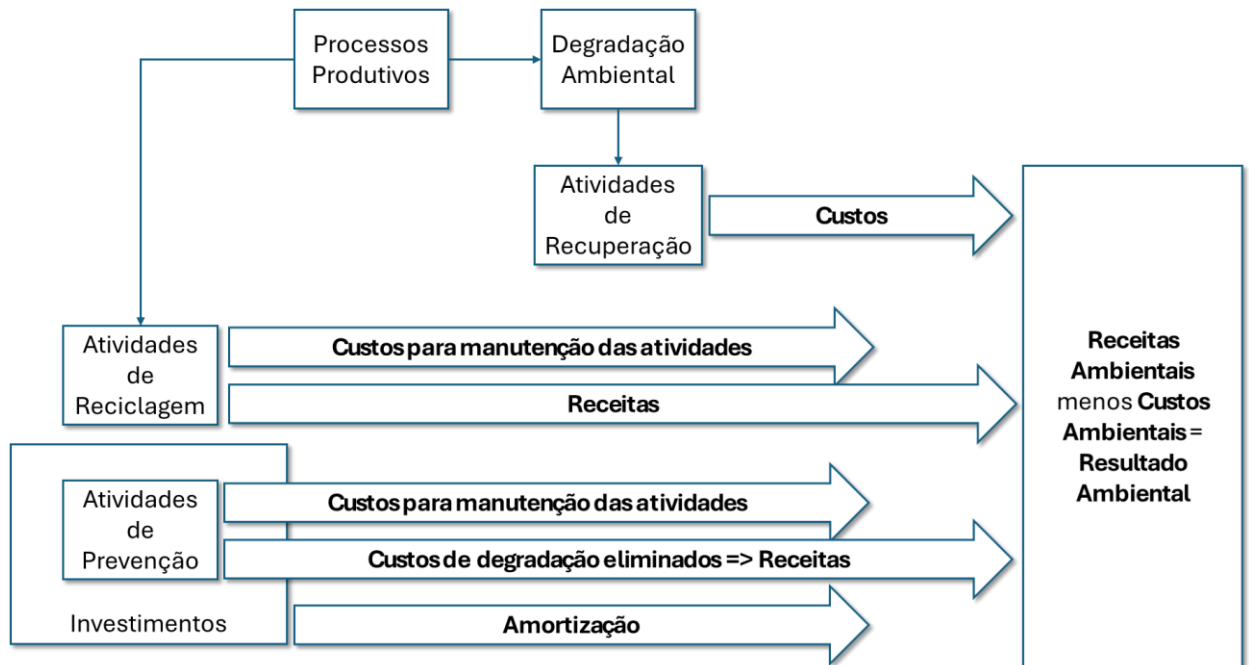 Processos
Produtivos
Degradação
Ambiental
Atividades
de
Recuperação
Custos
Atividades
de
Reciclagem
Custos para manutenção das atividades
Receitas
Atividades
de
Prevenção
Custos para manutenção das atividades
Custos de degradação eliminados => Receitas
Investimentos
Amortização
Receitas
Ambientais
menos Custos
Ambientais =
Resultado
Ambiental